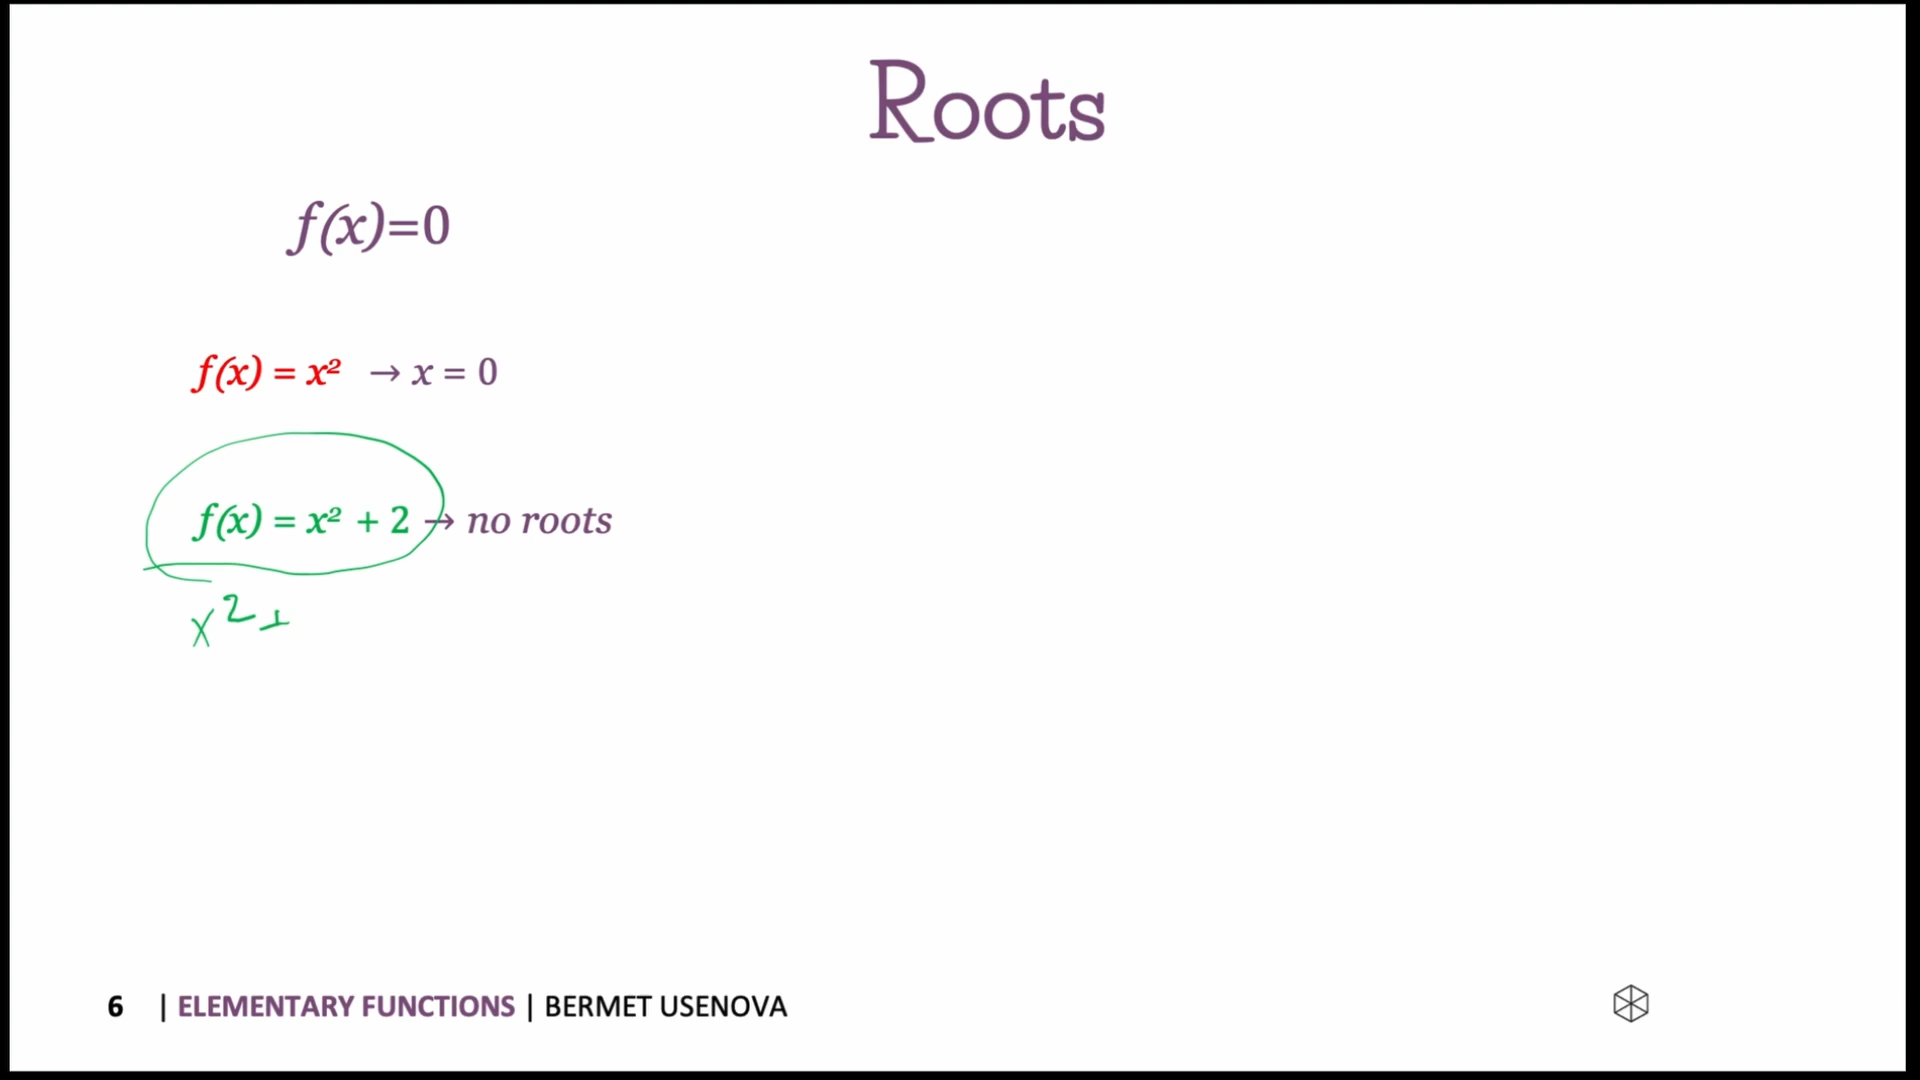 Roots
f(x)=0
f(x) = x² → x = 0
f(x) = x² + 2 → no roots
x² +
6 | ELEMENTARY FUNCTIONS | BERMET USENOVA